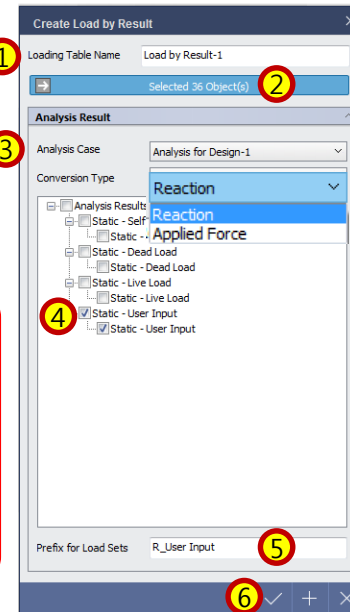 Create Load by Result
1 Loading Table Name Load by Result-1
Selected 36 Object(s) 2
Analysis Result
3 Analysis Case Analysis for Design-1
Conversion Type Reaction
Reaction
Applied Force
Analysis Results
Static - Self
Static -
Static - Dead Load
Static - Dead Load
Static - Live Load
Static - Live Load
4 Static - User Input
Static - User Input
Prefix for Load Sets R_User Input 5
6